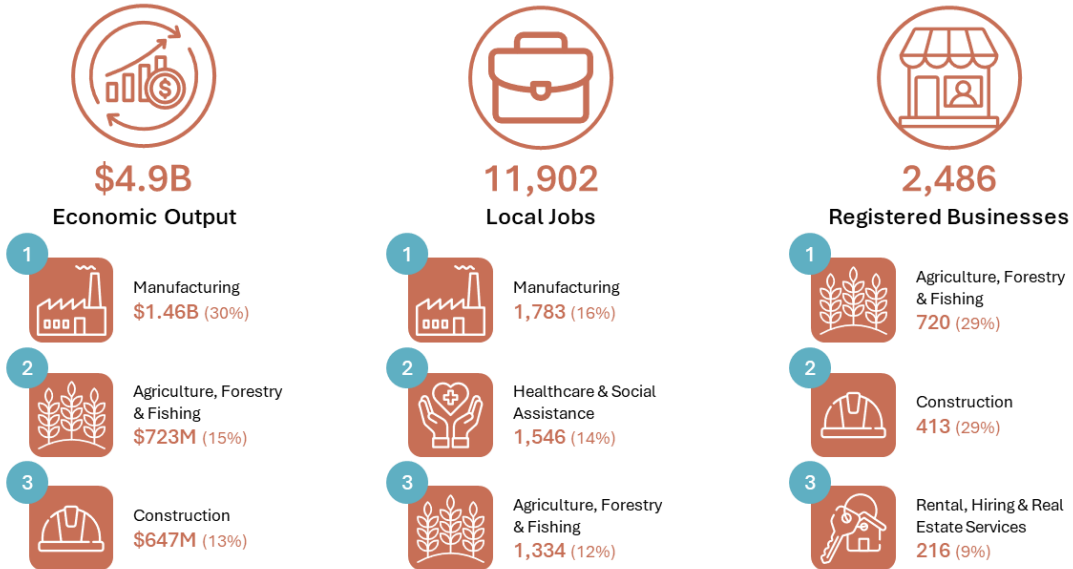 $4.9B
Economic Output
1
Manufacturing
$1.46B (30%)
2
Agriculture, Forestry
& Fishing
$723M (15%)
3
Construction
$647M (13%)
11,902
Local Jobs
1
Manufacturing
1,783 (16%)
2
Healthcare & Social
Assistance
1,546 (14%)
3
Agriculture, Forestry
& Fishing
1,334 (12%)
2,486
Registered Businesses
1
Agriculture, Forestry
& Fishing
720 (29%)
2
Construction
413 (29%)
3
Rental, Hiring & Real
Estate Services
216 (9%)